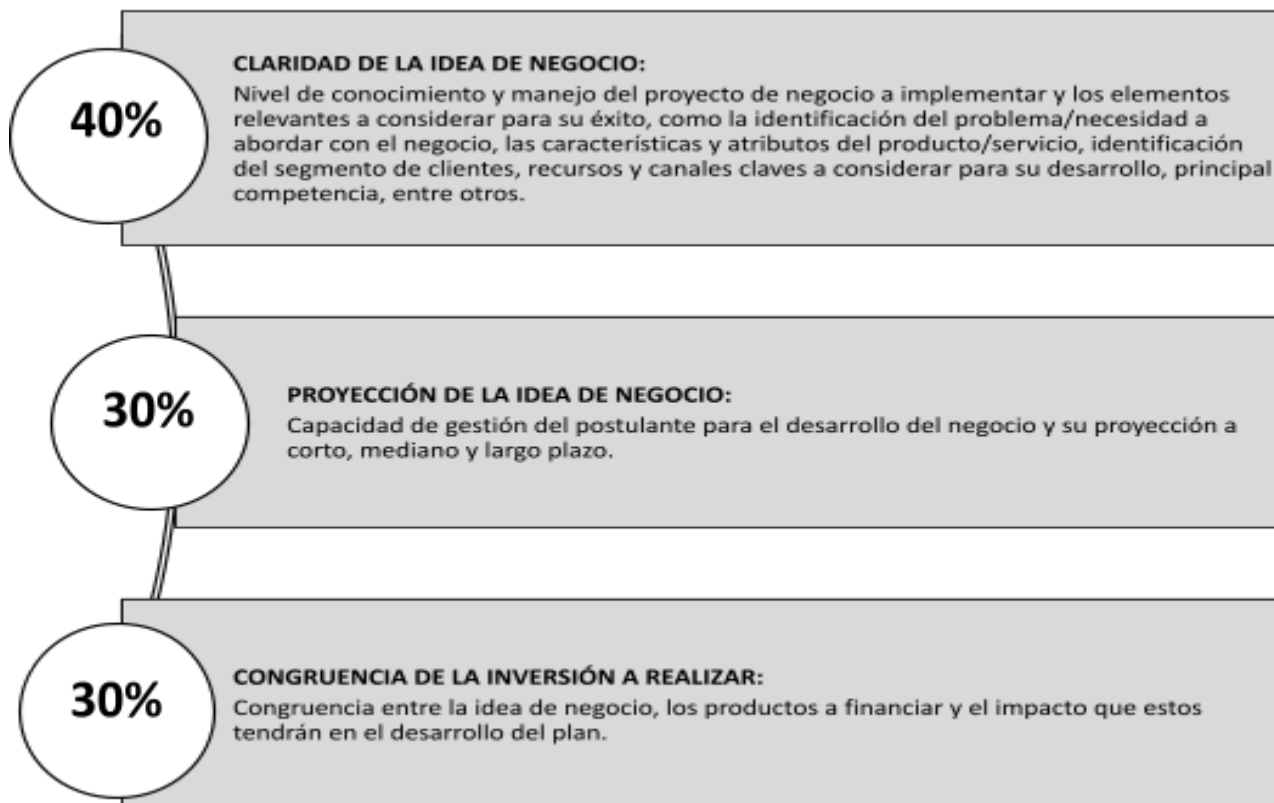 40%
CLARIDAD DE LA IDEA DE NEGOCIO:
Nivel de conocimiento y manejo del proyecto de negocio a implementar y los elementos
relevantes a considerar para su éxito, como la identificación del problema/necesidad a
abordar con el negocio, las características y atributos del producto/servicio, identificación
del segmento de clientes, recursos y canales claves a considerar para su desarrollo, principal
competencia, entre otros.
30%
PROYECCIÓN DE LA IDEA DE NEGOCIO:
Capacidad de gestión del postulante para el desarrollo del negocio y su proyección a
corto, mediano y largo plazo.
30%
CONGRUENCIA DE LA INVERSIÓN A REALIZAR:
Congruencia entre la idea de negocio, los productos a financiar y el impacto que estos
tendrán en el desarrollo del plan.